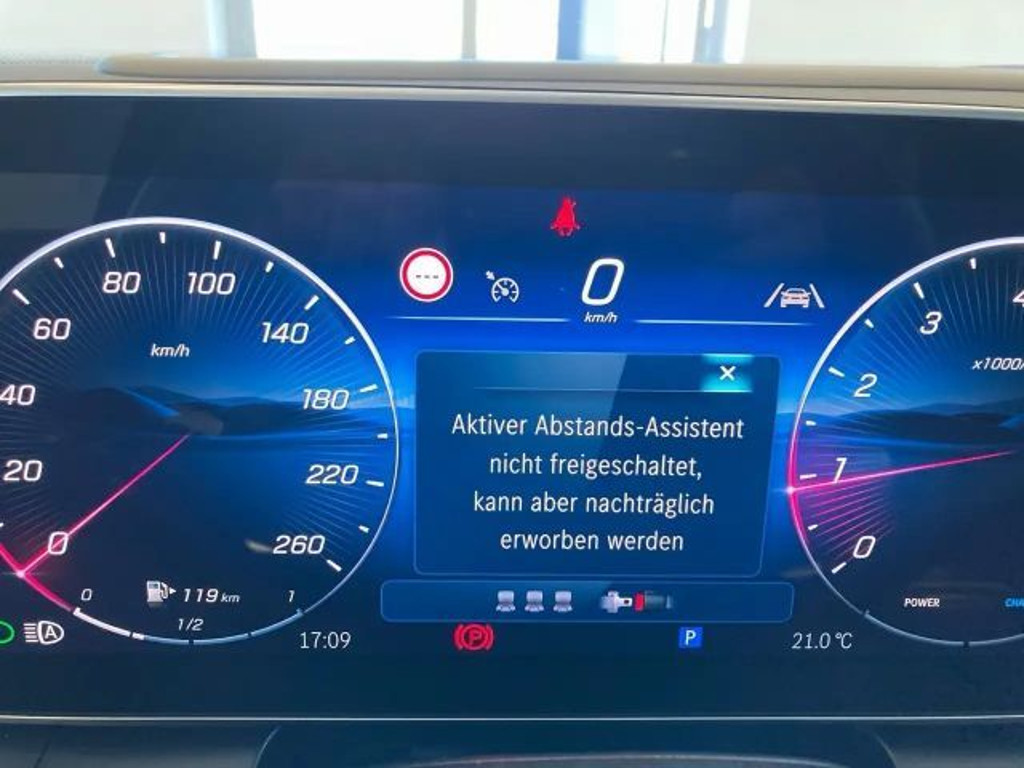 0
km/h
80
100
60
140
km/h
40
180
20
220
0
260
0
119 km
1
1/2
17:09
---
×
Aktiver Abstands-Assistent
nicht freigeschaltet,
kann aber nachträglich
erworben werden
P
P
21.0 °C
A
4
3
x1000/
2
1
0
POWER
CHA